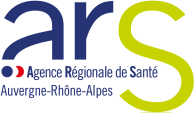 ars
Agence Régionale de Santé
Auvergne-Rhône-Alpes